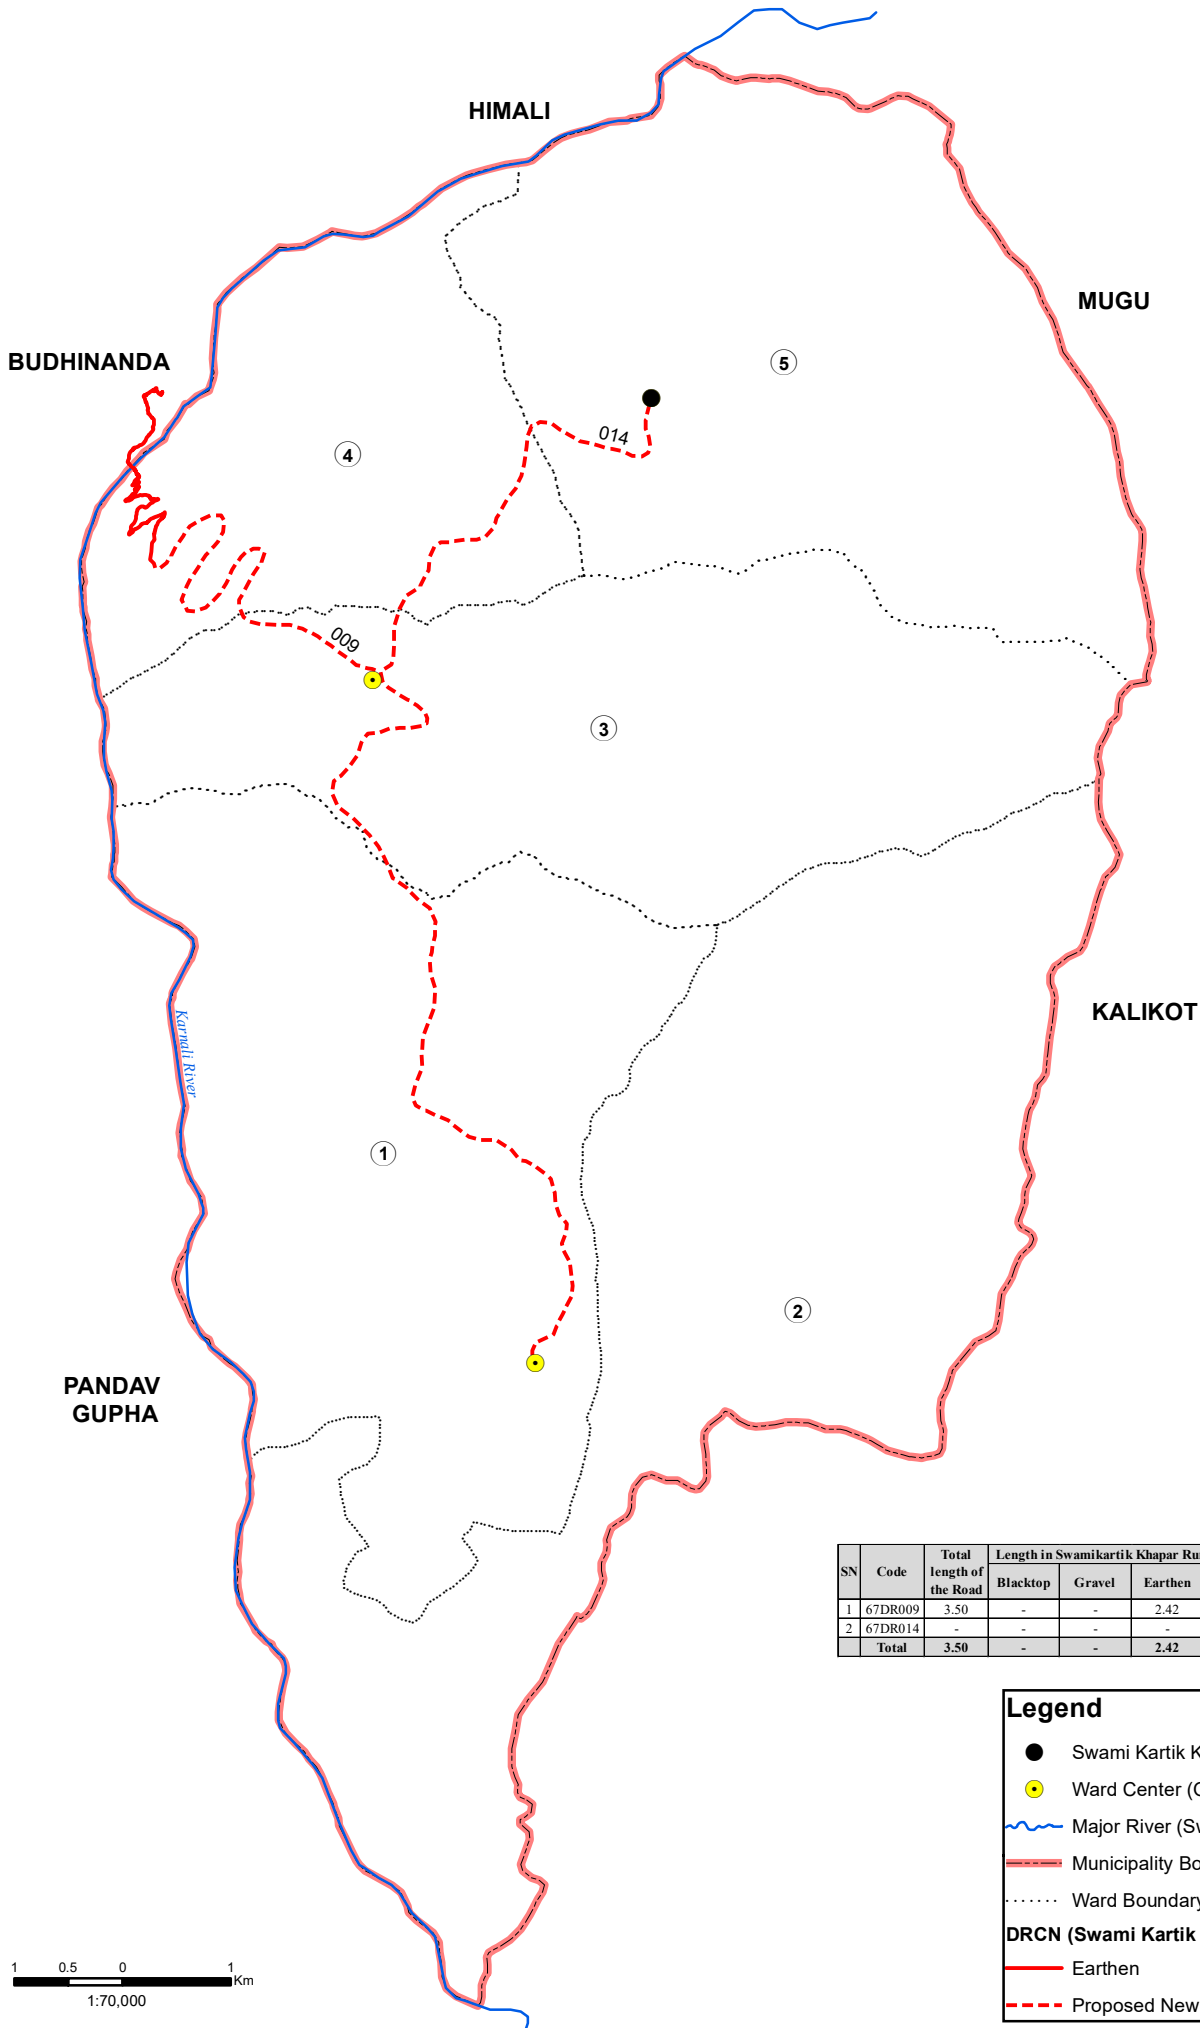 HIMALI
MUGU
BUDHINANDA
5
014
4
009
3
KALIKOT
Karnali River
1
2
PANDAV
GUPHA
SN Code Total length of the Road Length in Swamikartik Khapar Ru
Blacktop Gravel Earthen
1 67DR009 3.50 - - 2.42
2 67DR014 - - - -
Total 3.50 - - 2.42
Legend
Swami Kartik K
Ward Center (
Major River (Sw
Municipality Bo
Ward Boundary
DRCN (Swami Kartik
Earthen
Proposed New
1 0.5 0 1
Km
1:70,000